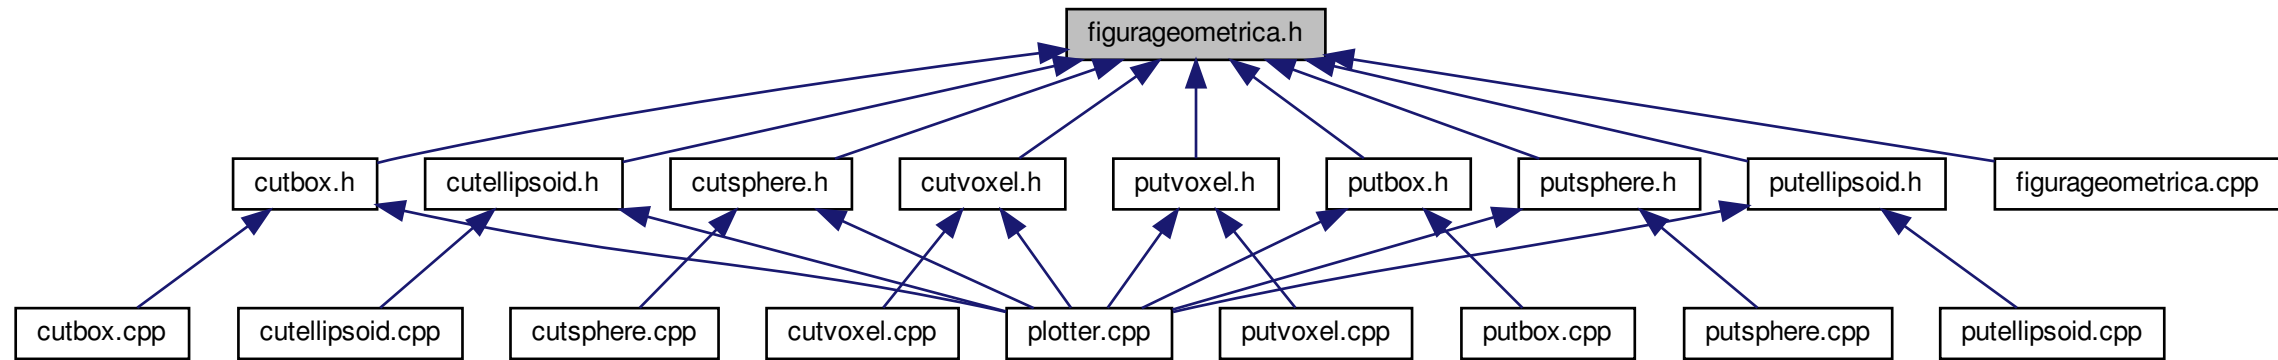 figurageometrica.h
cutbox.h
cutellipsoid.h
cutsphere.h
cutvoxel.h
putvoxel.h
putbox.h
putsphere.h
putellipsoid.h
figurageometrica.cpp
cutbox.cpp
cutellipsoid.cpp
cutsphere.cpp
cutvoxel.cpp
plotter.cpp
putvoxel.cpp
putbox.cpp
putsphere.cpp
putellipsoid.cpp